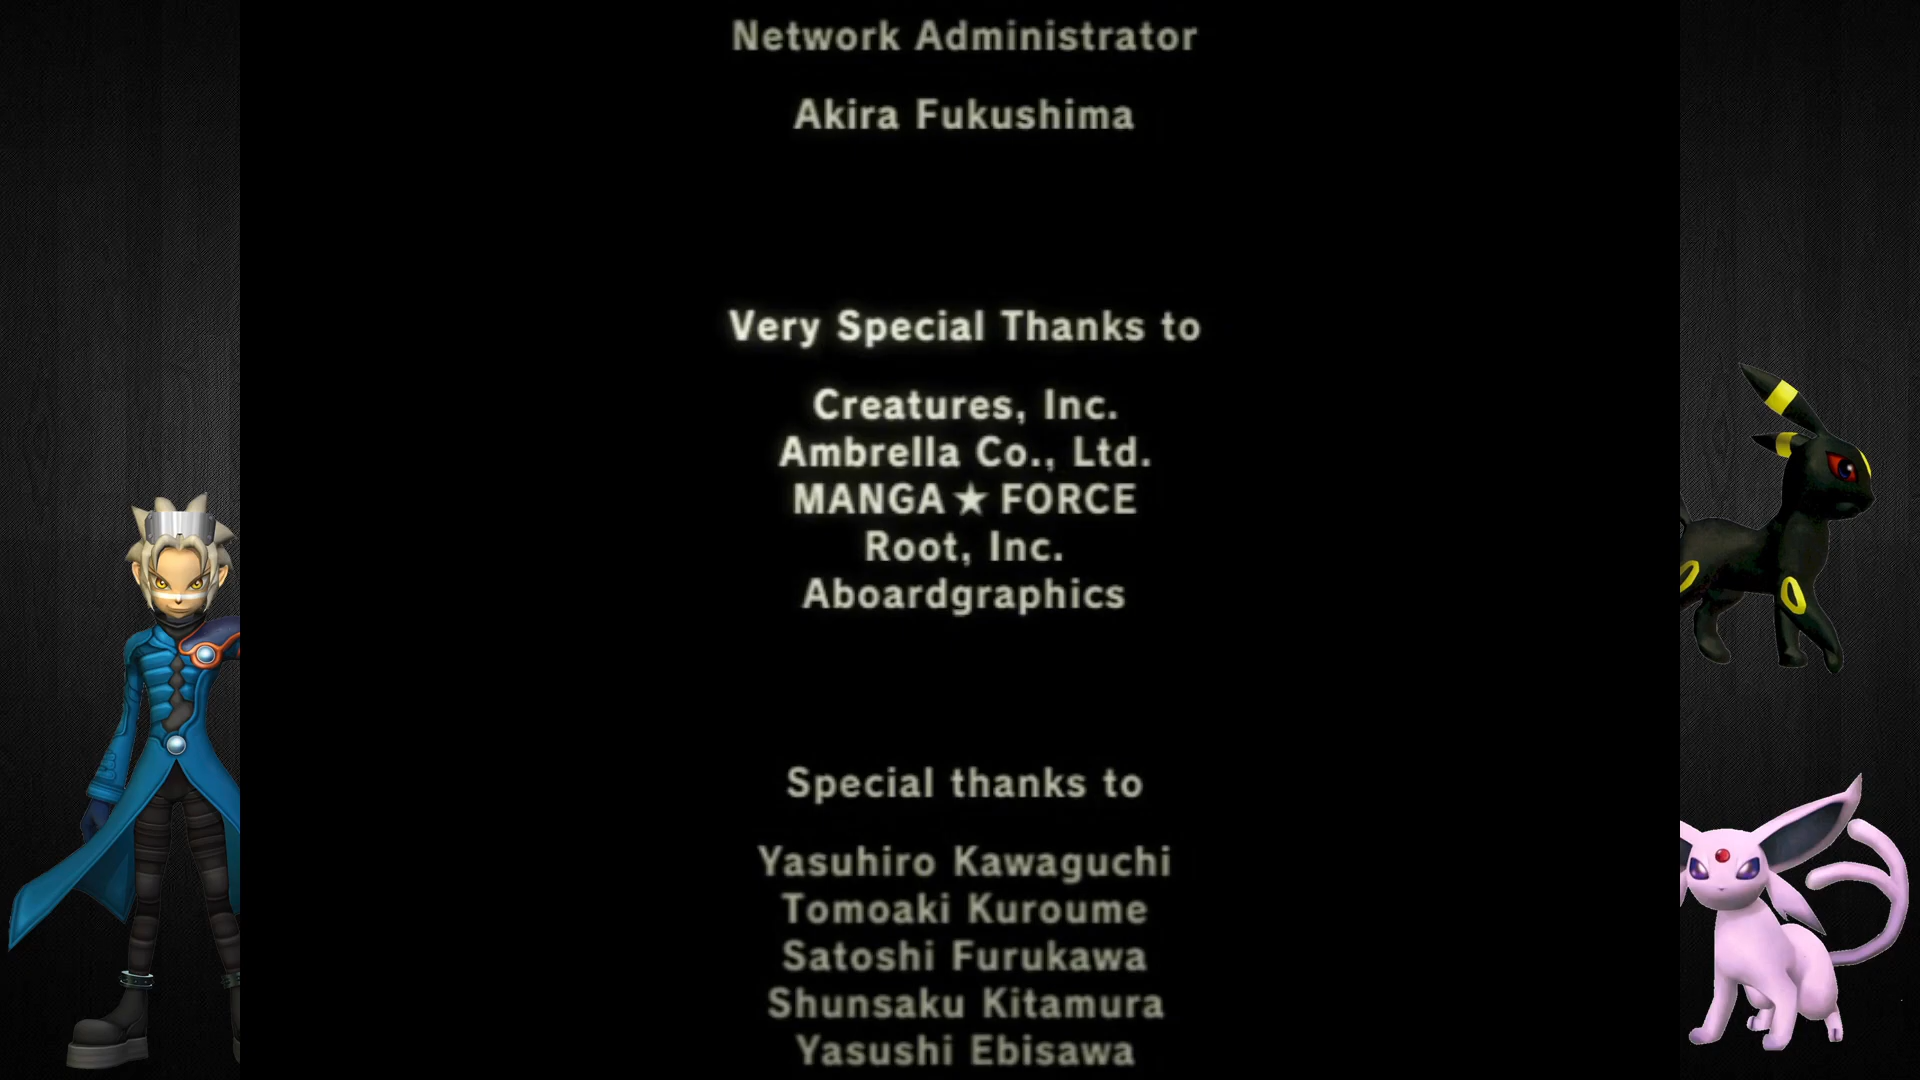 Network Administrator
Akira Fukushima
Very Special Thanks to
Creatures, Inc.
Ambrella Co., Ltd.
MANGA★FORCE
Root, Inc.
Aboardgraphics
Special thanks to
Yasuhiro Kawaguchi
Tomoaki Kuroume
Satoshi Furukawa
Shunsaku Kitamura
Yasushi Ebisawa